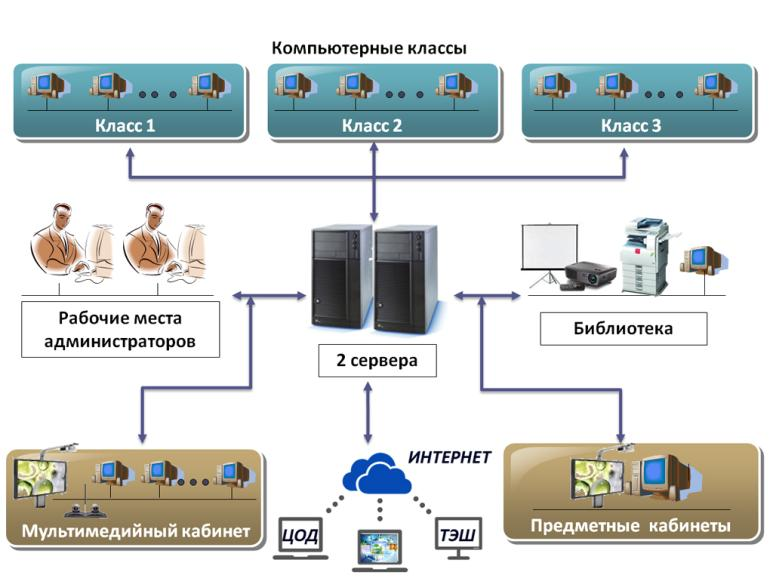 Компьютерные классы
Класс 1
Класс 2
Класс 3
Рабочие места
администраторов
2 сервера
Библиотека
ИНТЕРНЕТ
Мультимедийный кабинет
ЦОД
ТЭШ
Предметные кабинеты